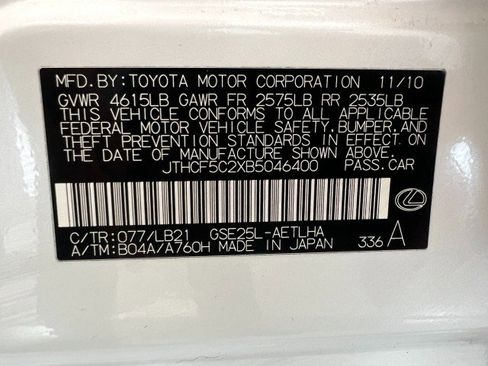 MFD. BY: TOYOTA MOTOR CORPORATION 11/10
GVWR 4615LB GAWR FR 2575LB RR 2535LB
THIS VEHICLE CONFORMS TO ALL APPLICABLE
FEDERAL MOTOR VEHICLE SAFETY, BUMPER, AND
THEFT PREVENTION STANDARDS IN EFFECT ON
THE DATE OF MANUFACTURE SHOWN ABOVE.
JTHCF5C2XB5046400 PASS. CAR
C/TR: 077/LB21 GSE25L-AETLHA
A/TM: B04A/A760H MADE IN JAPAN 336 A